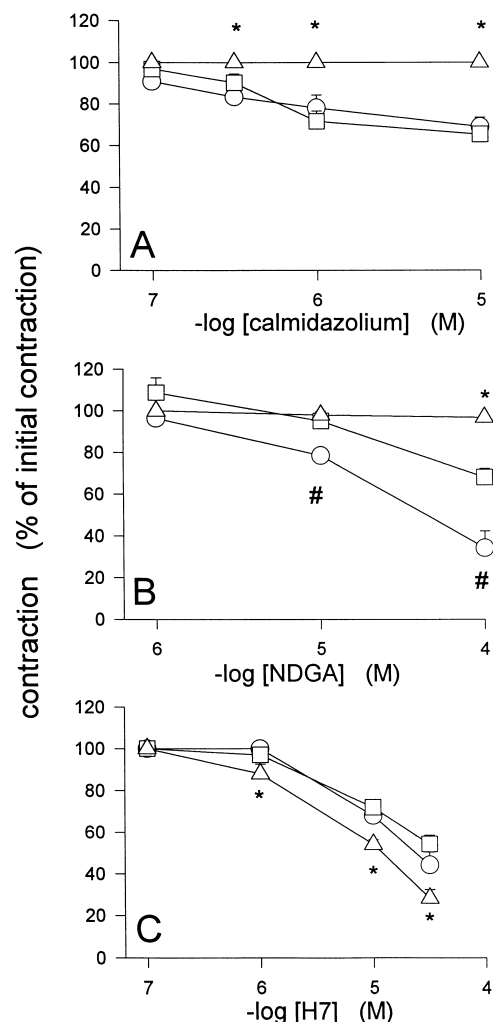 contraction (% of initial contraction)
120
100
80
60
40
20
0
* * *
A
7 6 5
-log [calmidazolium] (M)
120
100
80
60
40
20
0
*
#
#
B
6 5 4
-log [NDGA] (M)
120
100
80
60
40
20
0
*
*
*
C
7 6 5 4
-log [H7] (M)